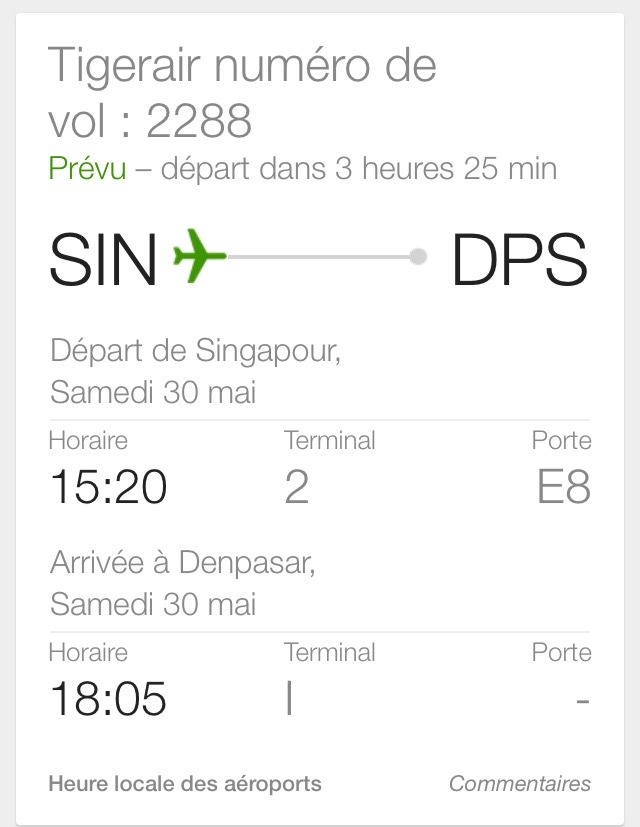 Tigerair numéro de
vol : 2288
Prévu – départ dans 3 heures 25 min
SIN DPS
Départ de Singapour,
Samedi 30 mai
Horaire Terminal Porte
15:20 2 E8
Arrivée à Denpasar,
Samedi 30 mai
Horaire Terminal Porte
18:05 I -
Heure locale des aéroports Commentaires